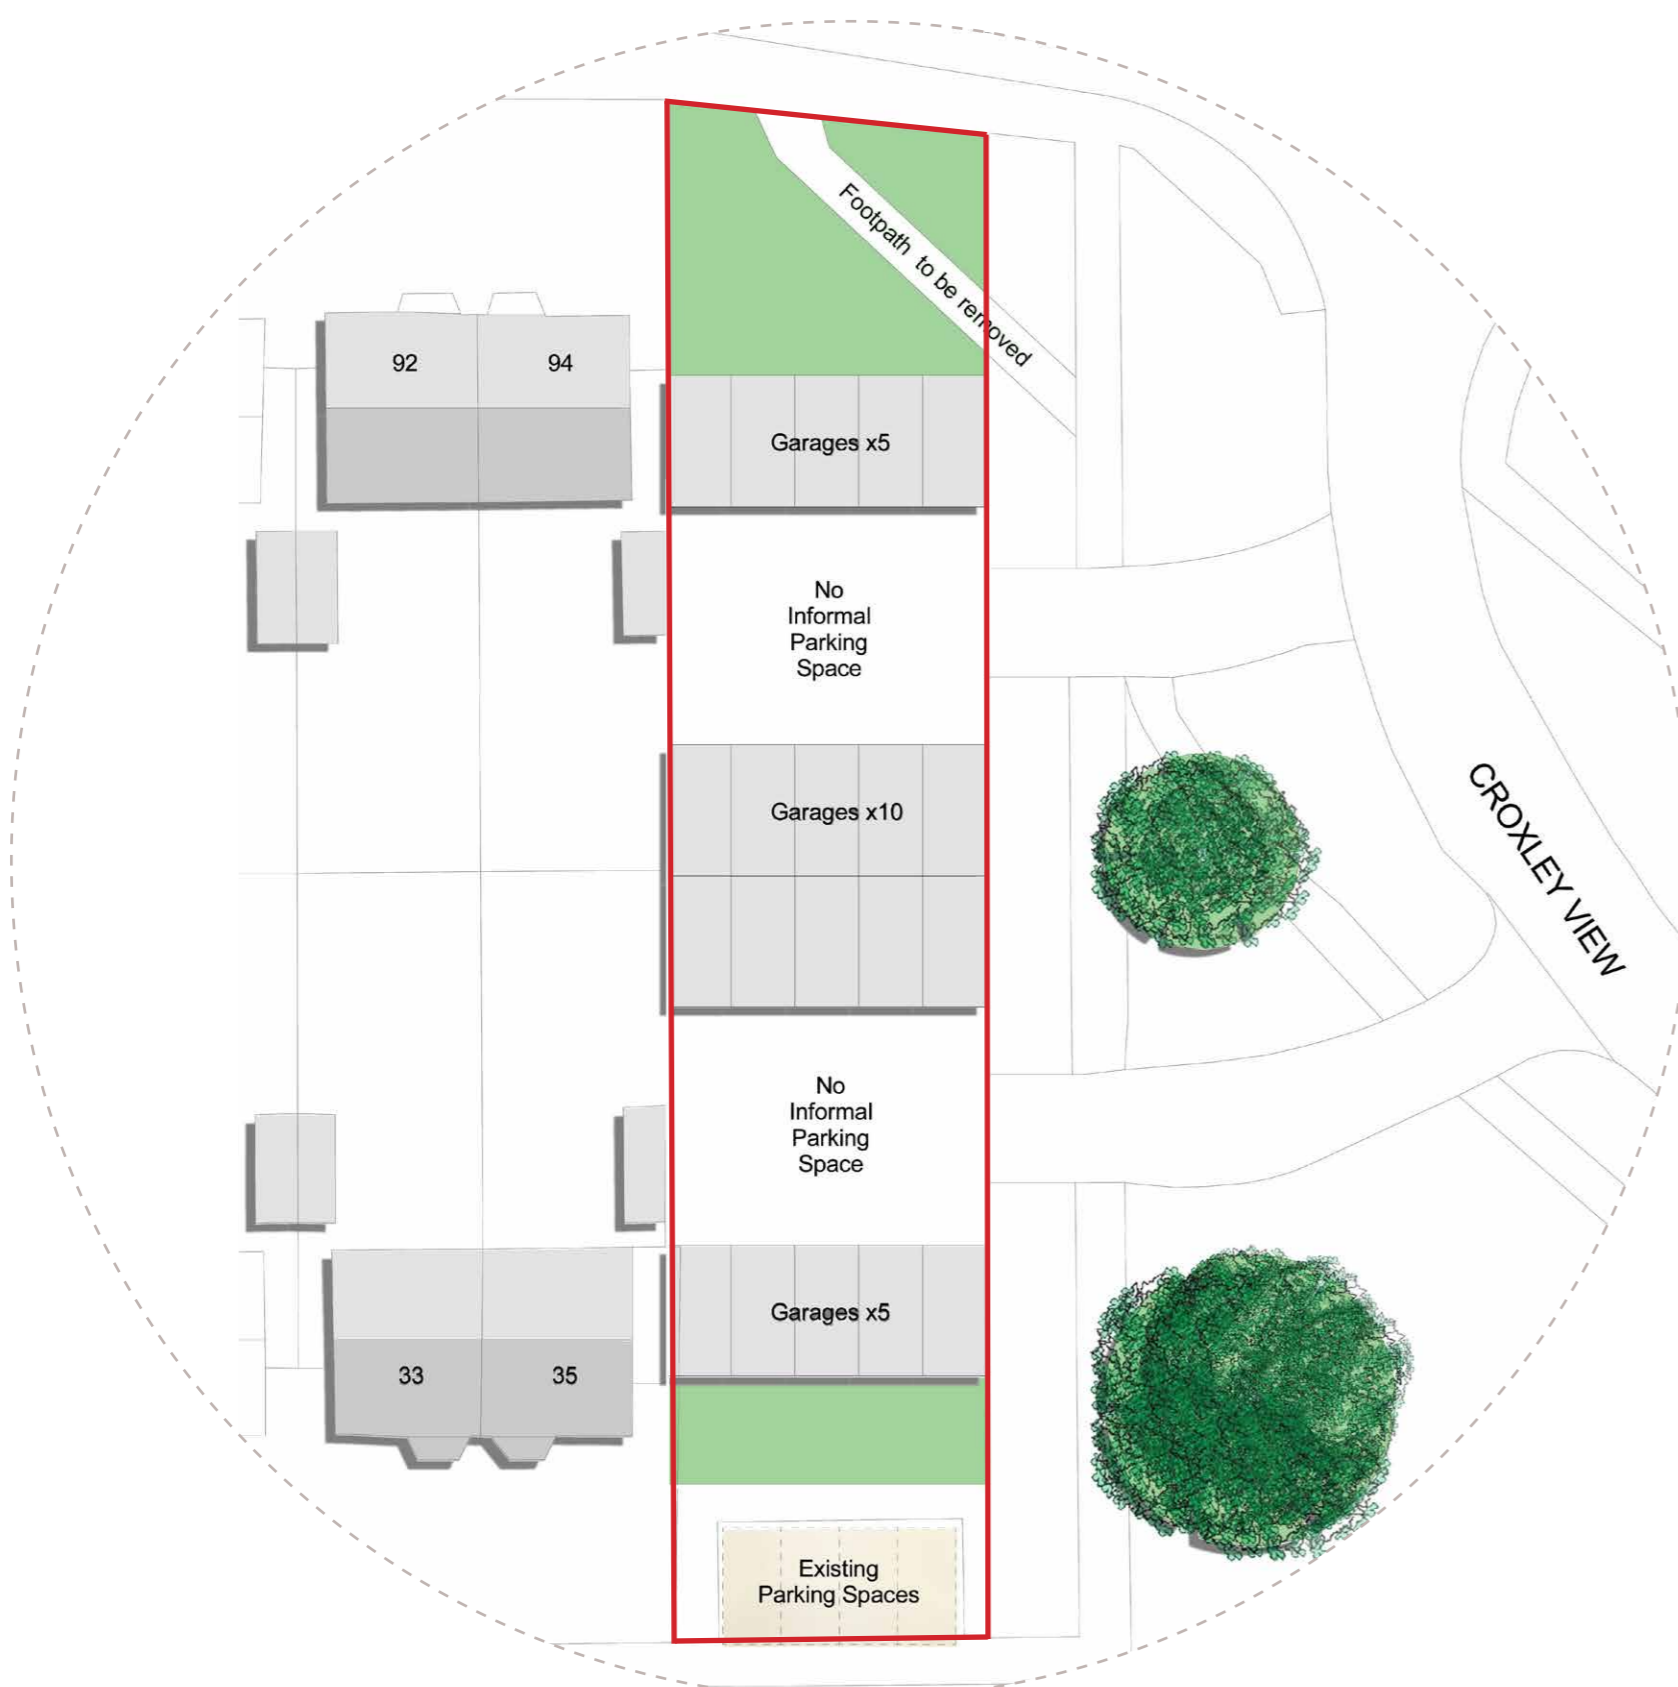 Footpath to be removed
92
94
Garages x5
No
Informal
Parking
Space
Garages x10
CROXLEY VIEW
No
Informal
Parking
Space
Garages x5
33
35
Existing
Parking Spaces